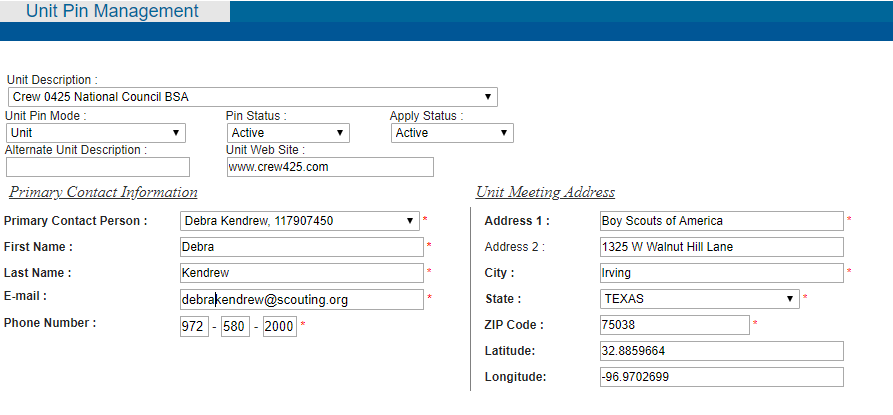 Unit Pin Management
Unit Description :
Crew 0425 National Council BSA
Unit Pin Mode : Pin Status : Apply Status :
Unit Active Active
Alternate Unit Description : Unit Web Site :
www.crew425.com
Primary Contact Information
Primary Contact Person : Debra Kendrew, 117907450 *
First Name : Debra *
Last Name : Kendrew *
E-mail : debrakendrew@scouting.org *
Phone Number : 972 - 580 - 2000 *
Unit Meeting Address
Address 1 : Boy Scouts of America *
Address 2 : 1325 W Walnut Hill Lane
City : Irving *
State : TEXAS *
ZIP Code : 75038 *
Latitude: 32.8859664
Longitude: -96.9702699